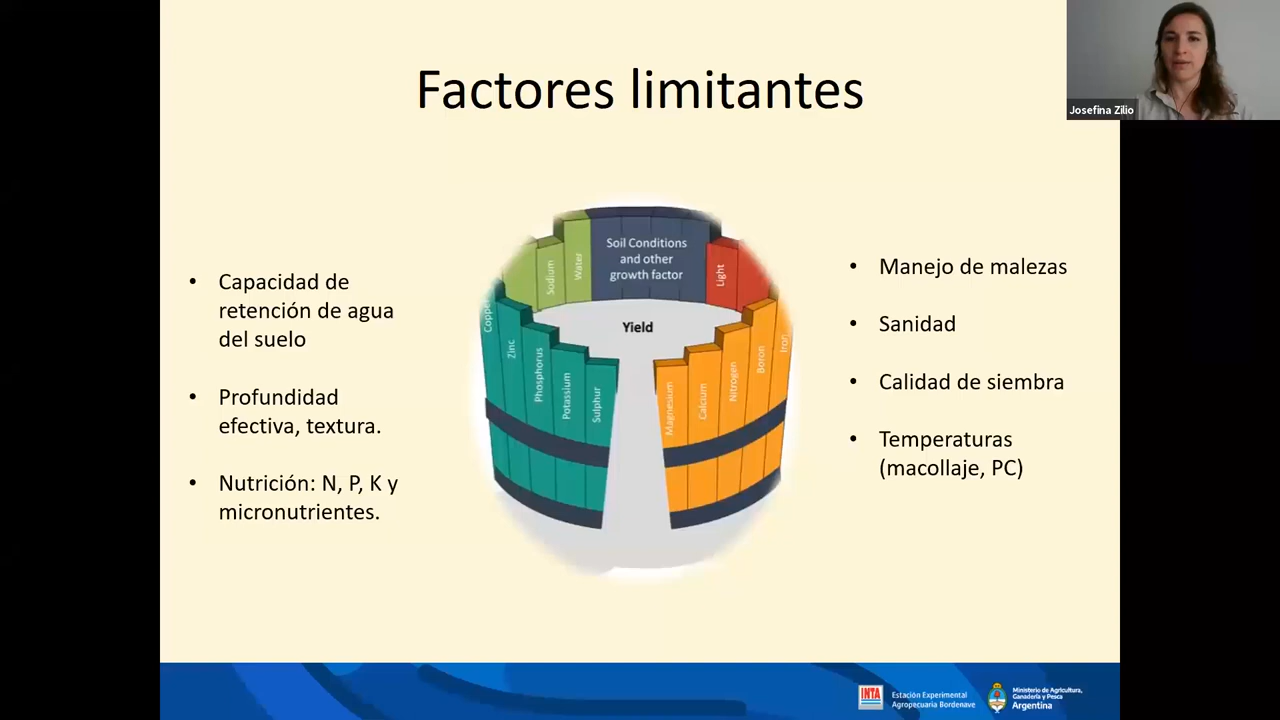 Factores limitantes
Josefina Zilio
• Capacidad de
retención de agua
del suelo
• Profundidad
efectiva, textura.
• Nutrición: N, P, K y
micronutrientes.
Soil Conditions
and other
growth factor
Yield
Copper
Zinc
Phosphorus
Potassium
Sulphur
Sodium
Water
Light
Magnesium
Calcium
Nitrogen
Boron
Iron
• Manejo de malezas
• Sanidad
• Calidad de siembra
• Temperaturas
(macollaje, PC)
INTA
Estación Experimental
Agropecuaria Bordenave
Ministerio de Agricultura,
Ganadería y Pesca
Argentina